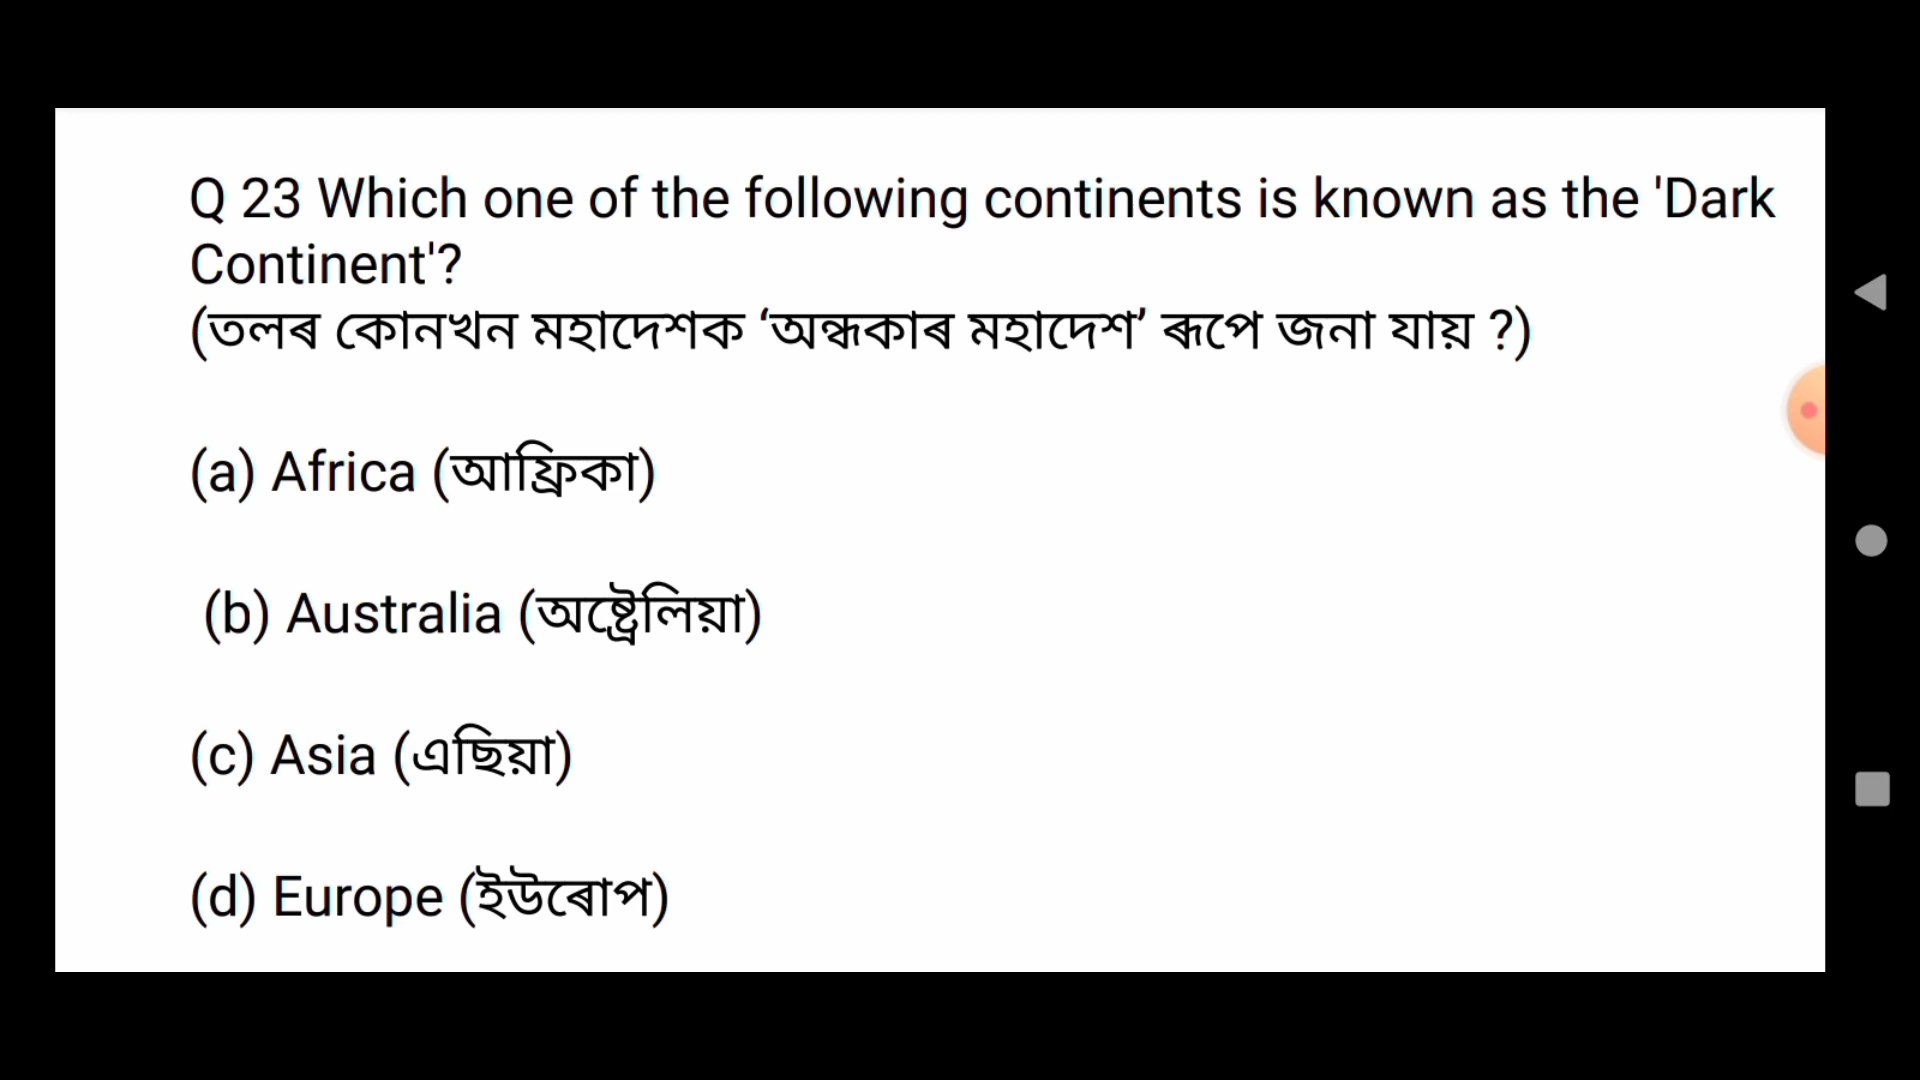 Q 23 Which one of the following continents is known as the 'Dark
Continent'?
(তলৰ কোনখন মহাদেশক ‘অন্ধকাৰ মহাদেশ’ ৰূপে জনা যায় ?)
(a) Africa (আফ্ৰিকা)
(b) Australia (অষ্ট্ৰেলিয়া)
(c) Asia (এছিয়া)
(d) Europe (ইউৰোপ)